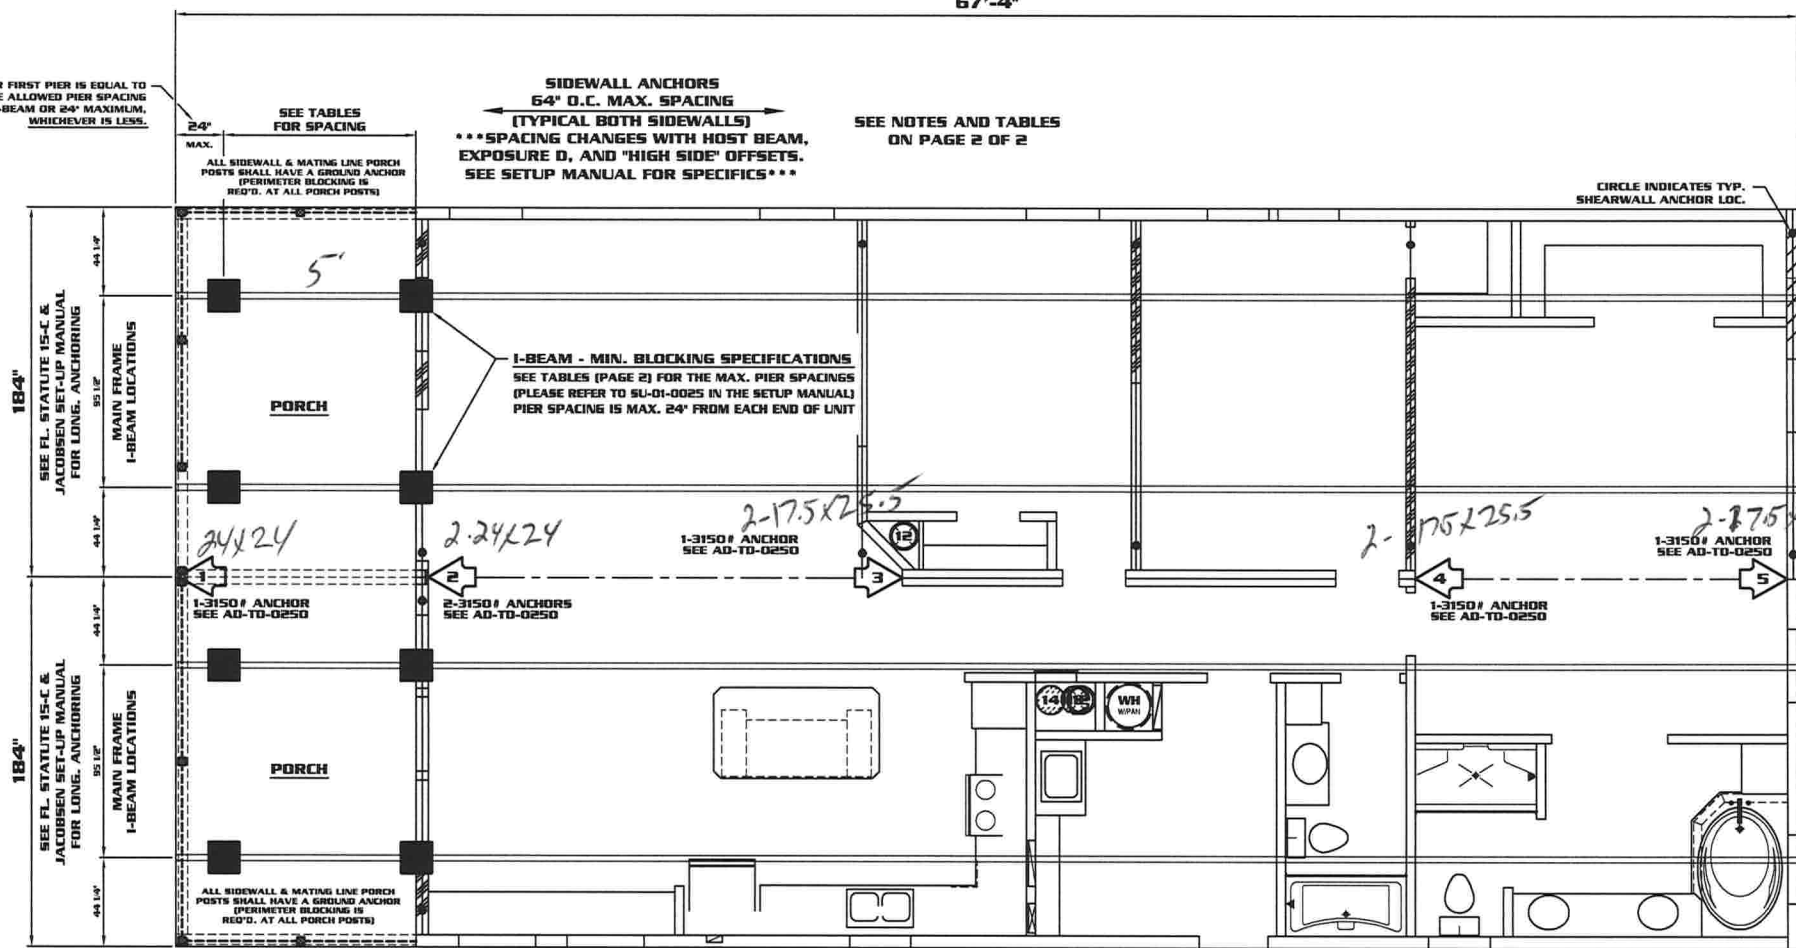 67'-4"
R FIRST PIER IS EQUAL TO
E ALLOWED PIER SPACING
-BEAM OR 24" MAXIMUM,
WHICHEVER IS LESS.
24"
MAX.
SEE TABLES
FOR SPACING
ALL SIDEWALL & MATING LINE PORCH
POSTS SHALL HAVE A GROUND ANCHOR
(PERIMETER BLOCKING IS
REQ'D. AT ALL PORCH POSTS)
SIDEWALL ANCHORS
64" O.C. MAX. SPACING
(TYPICAL BOTH SIDEWALLS)
***SPACING CHANGES WITH HOST BEAM,
EXPOSURE D, AND "HIGH SIDE" OFFSETS.
SEE SETUP MANUAL FOR SPECIFICS***
SEE NOTES AND TABLES
ON PAGE 2 OF 2
CIRCLE INDICATES TYP.
SHEARWALL ANCHOR LOC.
184"
SEE FL. STATUTE 15-C &
JACOBSEN SET-UP MANUAL
FOR LONG. ANCHORING
MAIN FRAME
I-BEAM LOCATIONS
44 1/4"
95 1/2"
44 1/4"
5'
PORCH
I-BEAM - MIN. BLOCKING SPECIFICATIONS
SEE TABLES (PAGE 2) FOR THE MAX. PIER SPACINGS
(PLEASE REFER TO SU-01-0025 IN THE SETUP MANUAL)
PIER SPACING IS MAX. 24" FROM EACH END OF UNIT
24x24
2-24x24
2-17.5x25.5
2-17.5x25.5
2-17.5x
1-3150# ANCHOR
SEE AD-TD-0250
12
1-3150# ANCHOR
SEE AD-TD-0250
1
2
3
4
5
1-3150# ANCHOR
SEE AD-TD-0250
2-3150# ANCHORS
SEE AD-TD-0250
1-3150# ANCHOR
SEE AD-TD-0250
184"
SEE FL. STATUTE 15-C &
JACOBSEN SET-UP MANUAL
FOR LONG. ANCHORING
MAIN FRAME
I-BEAM LOCATIONS
44 1/4"
95 1/2"
44 1/4"
14
WH
W/PAN
PORCH
ALL SIDEWALL & MATING LINE PORCH
POSTS SHALL HAVE A GROUND ANCHOR
(PERIMETER BLOCKING IS
REQ'D. AT ALL PORCH POSTS)